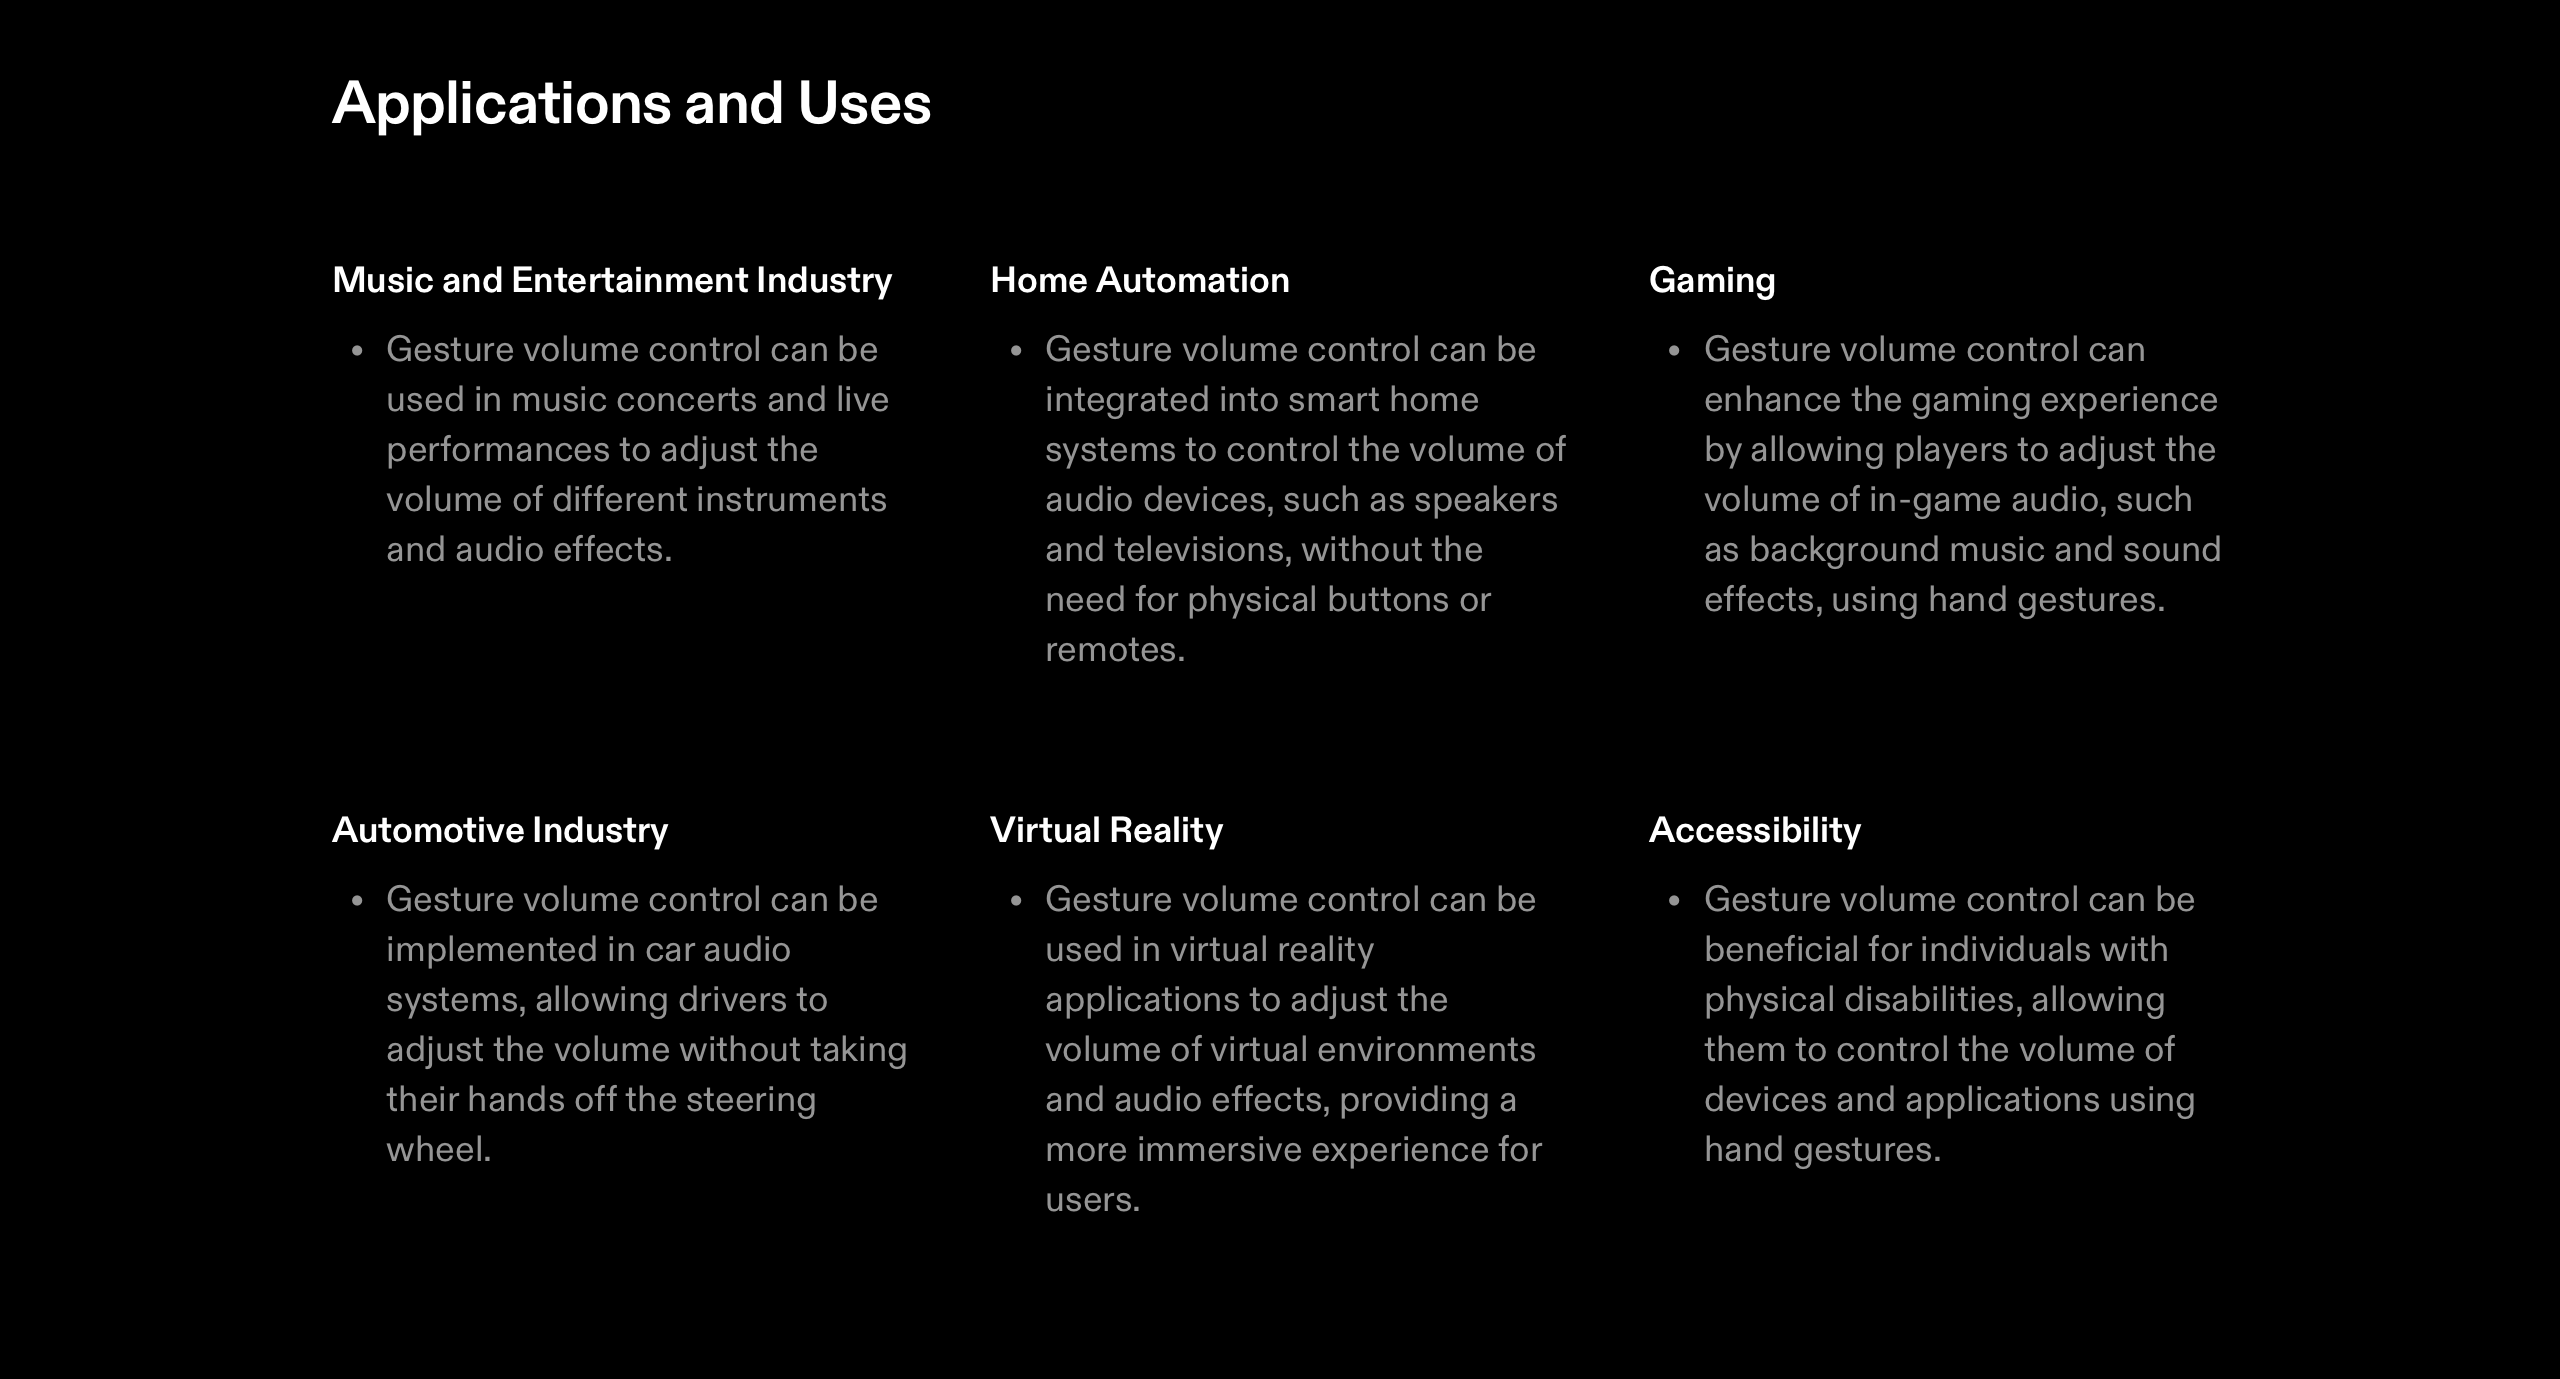 Applications and Uses
Music and Entertainment Industry
• Gesture volume control can be
used in music concerts and live
performances to adjust the
volume of different instruments
and audio effects.
Home Automation
• Gesture volume control can be
integrated into smart home
systems to control the volume of
audio devices, such as speakers
and televisions, without the
need for physical buttons or
remotes.
Gaming
• Gesture volume control can
enhance the gaming experience
by allowing players to adjust the
volume of in-game audio, such
as background music and sound
effects, using hand gestures.
Automotive Industry
• Gesture volume control can be
implemented in car audio
systems, allowing drivers to
adjust the volume without taking
their hands off the steering
wheel.
Virtual Reality
• Gesture volume control can be
used in virtual reality
applications to adjust the
volume of virtual environments
and audio effects, providing a
more immersive experience for
users.
Accessibility
• Gesture volume control can be
beneficial for individuals with
physical disabilities, allowing
them to control the volume of
devices and applications using
hand gestures.